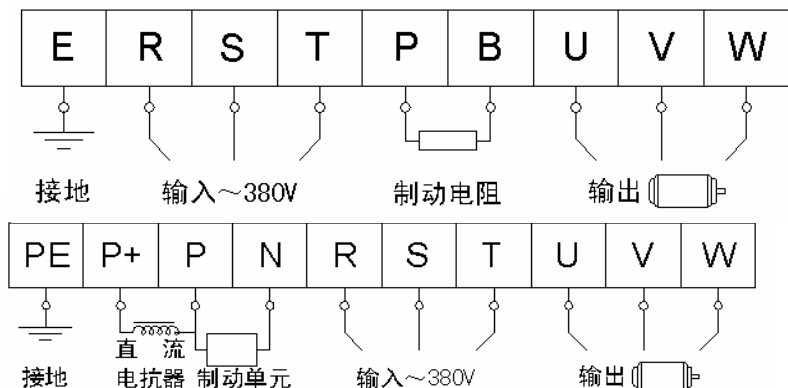 E R S T P B U V W
接地 输入～380V 制动电阻 输出
PE P+ P N R S T U V W
直 流
接地 电抗器 制动单元 输入～380V 输出